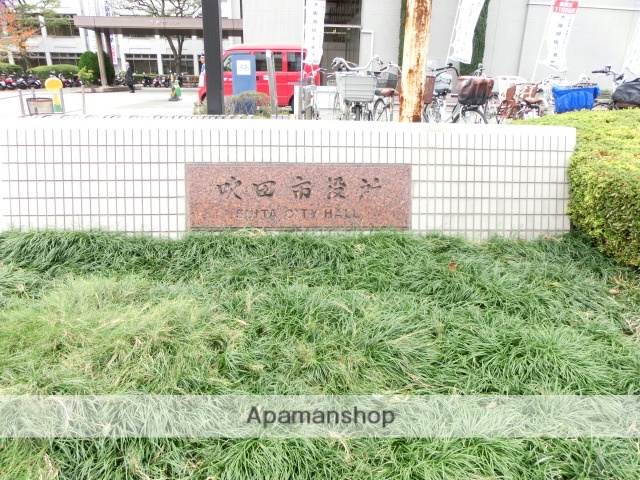 吹田市役所
SUITA CITY HALL
Apamanshop